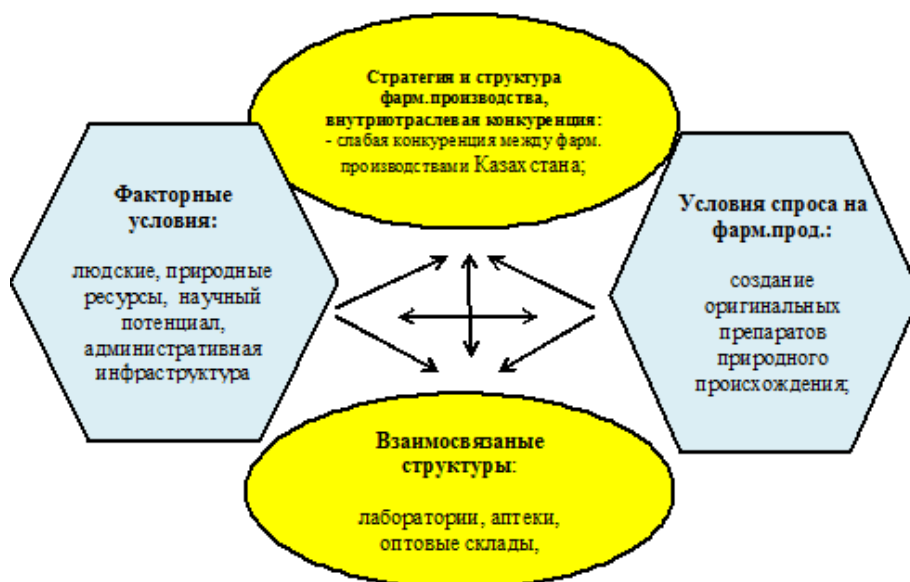 Стратегия и структура
фарм.производства,
внутриотраслевая конкуренция:
- слабая конкуренция между фарм.
производствами Казахстана;
Факторные
условия:
людские, природные
ресурсы, научный
потенциал,
административная
инфраструктура
Условия спроса на
фарм.прод.:
создание
оригинальных
препаратов
природного
происхождения;
Взаимосвязаные
структуры:
лаборатории, аптеки,
оптовые склады,